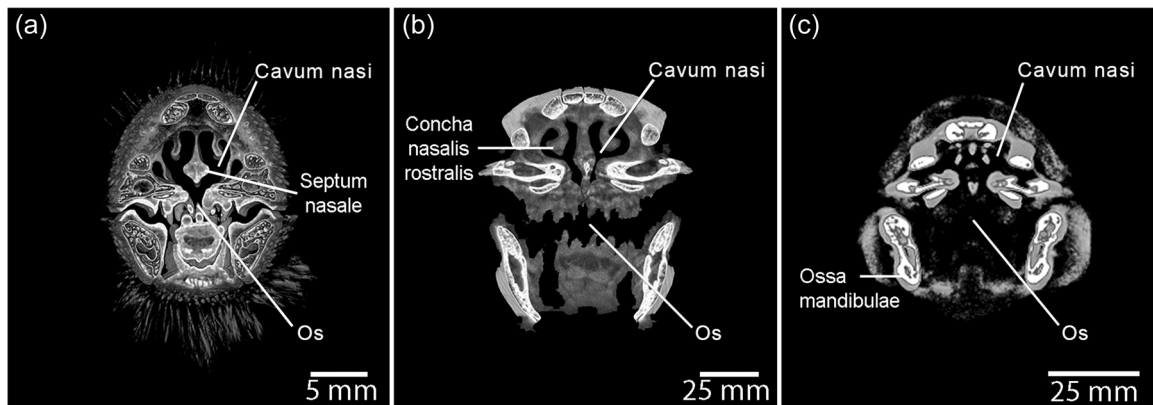 (a)
Cavum nasi
Septum
nasale
Os
5 mm
(b)
Cavum nasi
Concha
nasalis
rostralis
Os
25 mm
(c)
Cavum nasi
Ossa
mandibulae
Os
25 mm